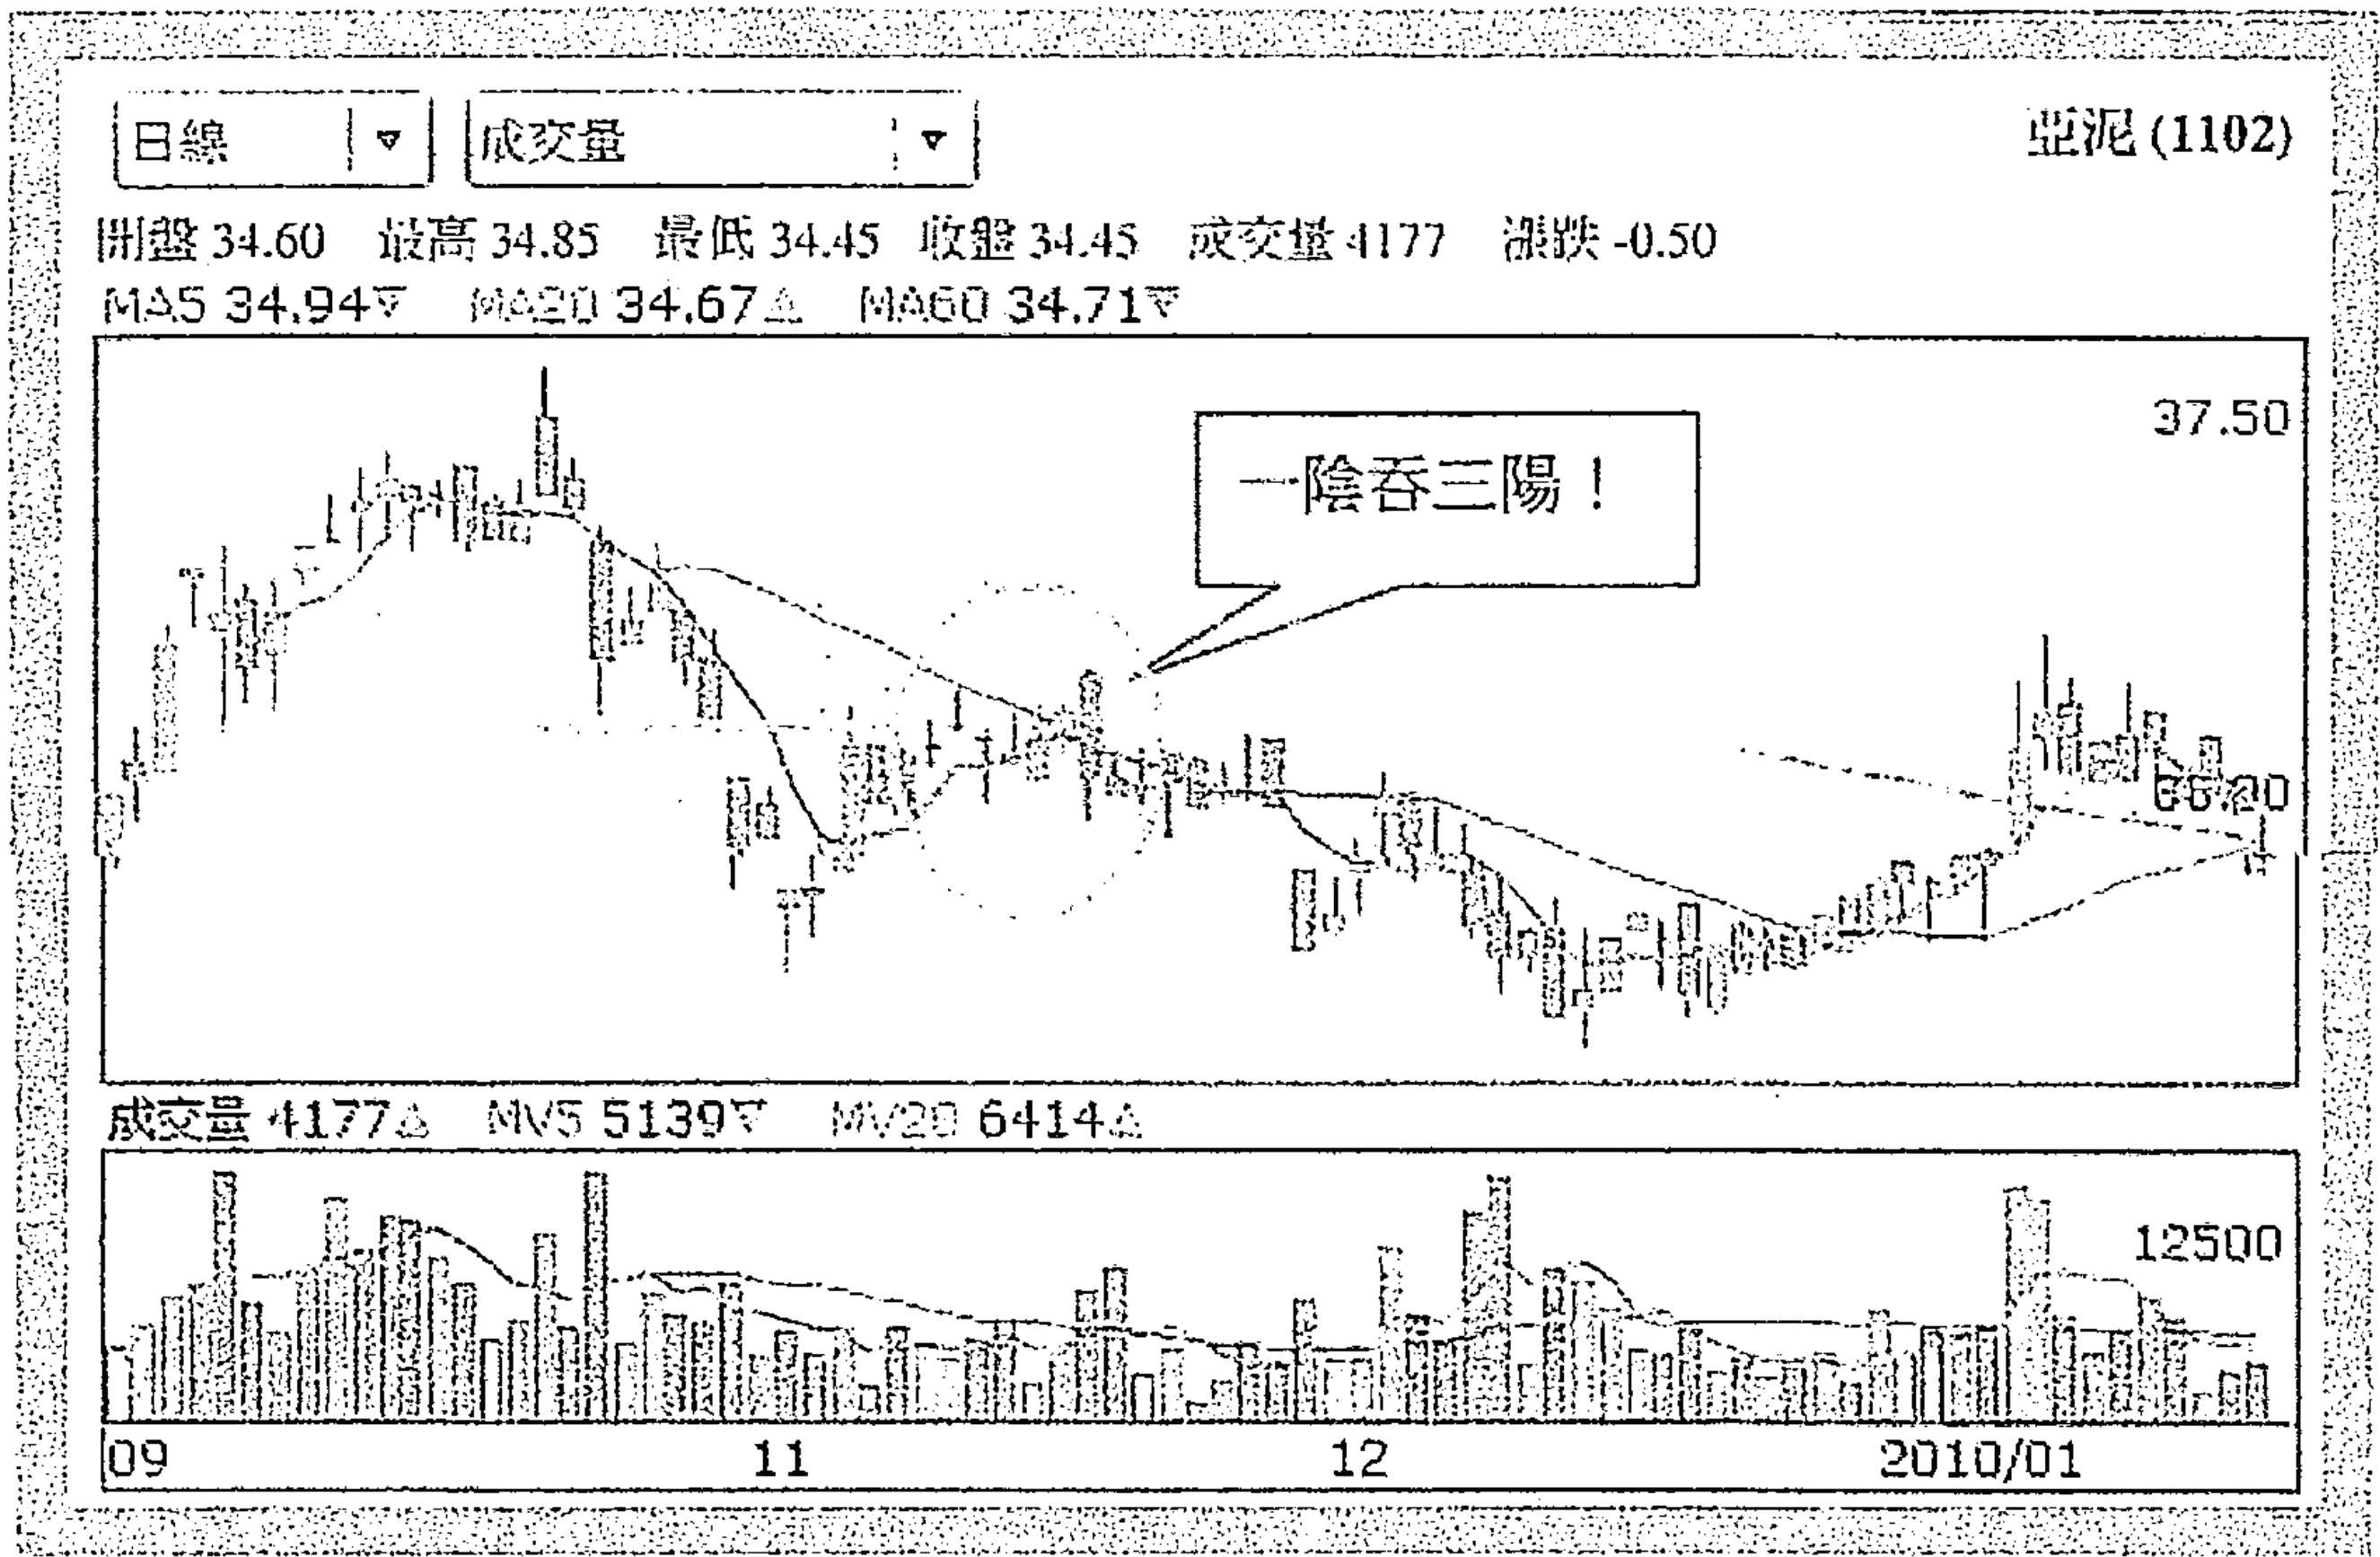 日線 成交量 亞泥 (1102)
開盤 34.60 最高 34.85 最低 34.45 收盤 34.45 成交量 4177 漲跌 -0.50
MA5 34.94▽ MA20 34.67△ MA60 34.71▽
37.50
一陰吞三陽！
成交量 4177△ MV5 5139▽ MV20 6414△
12500
09 11 12 2010/01